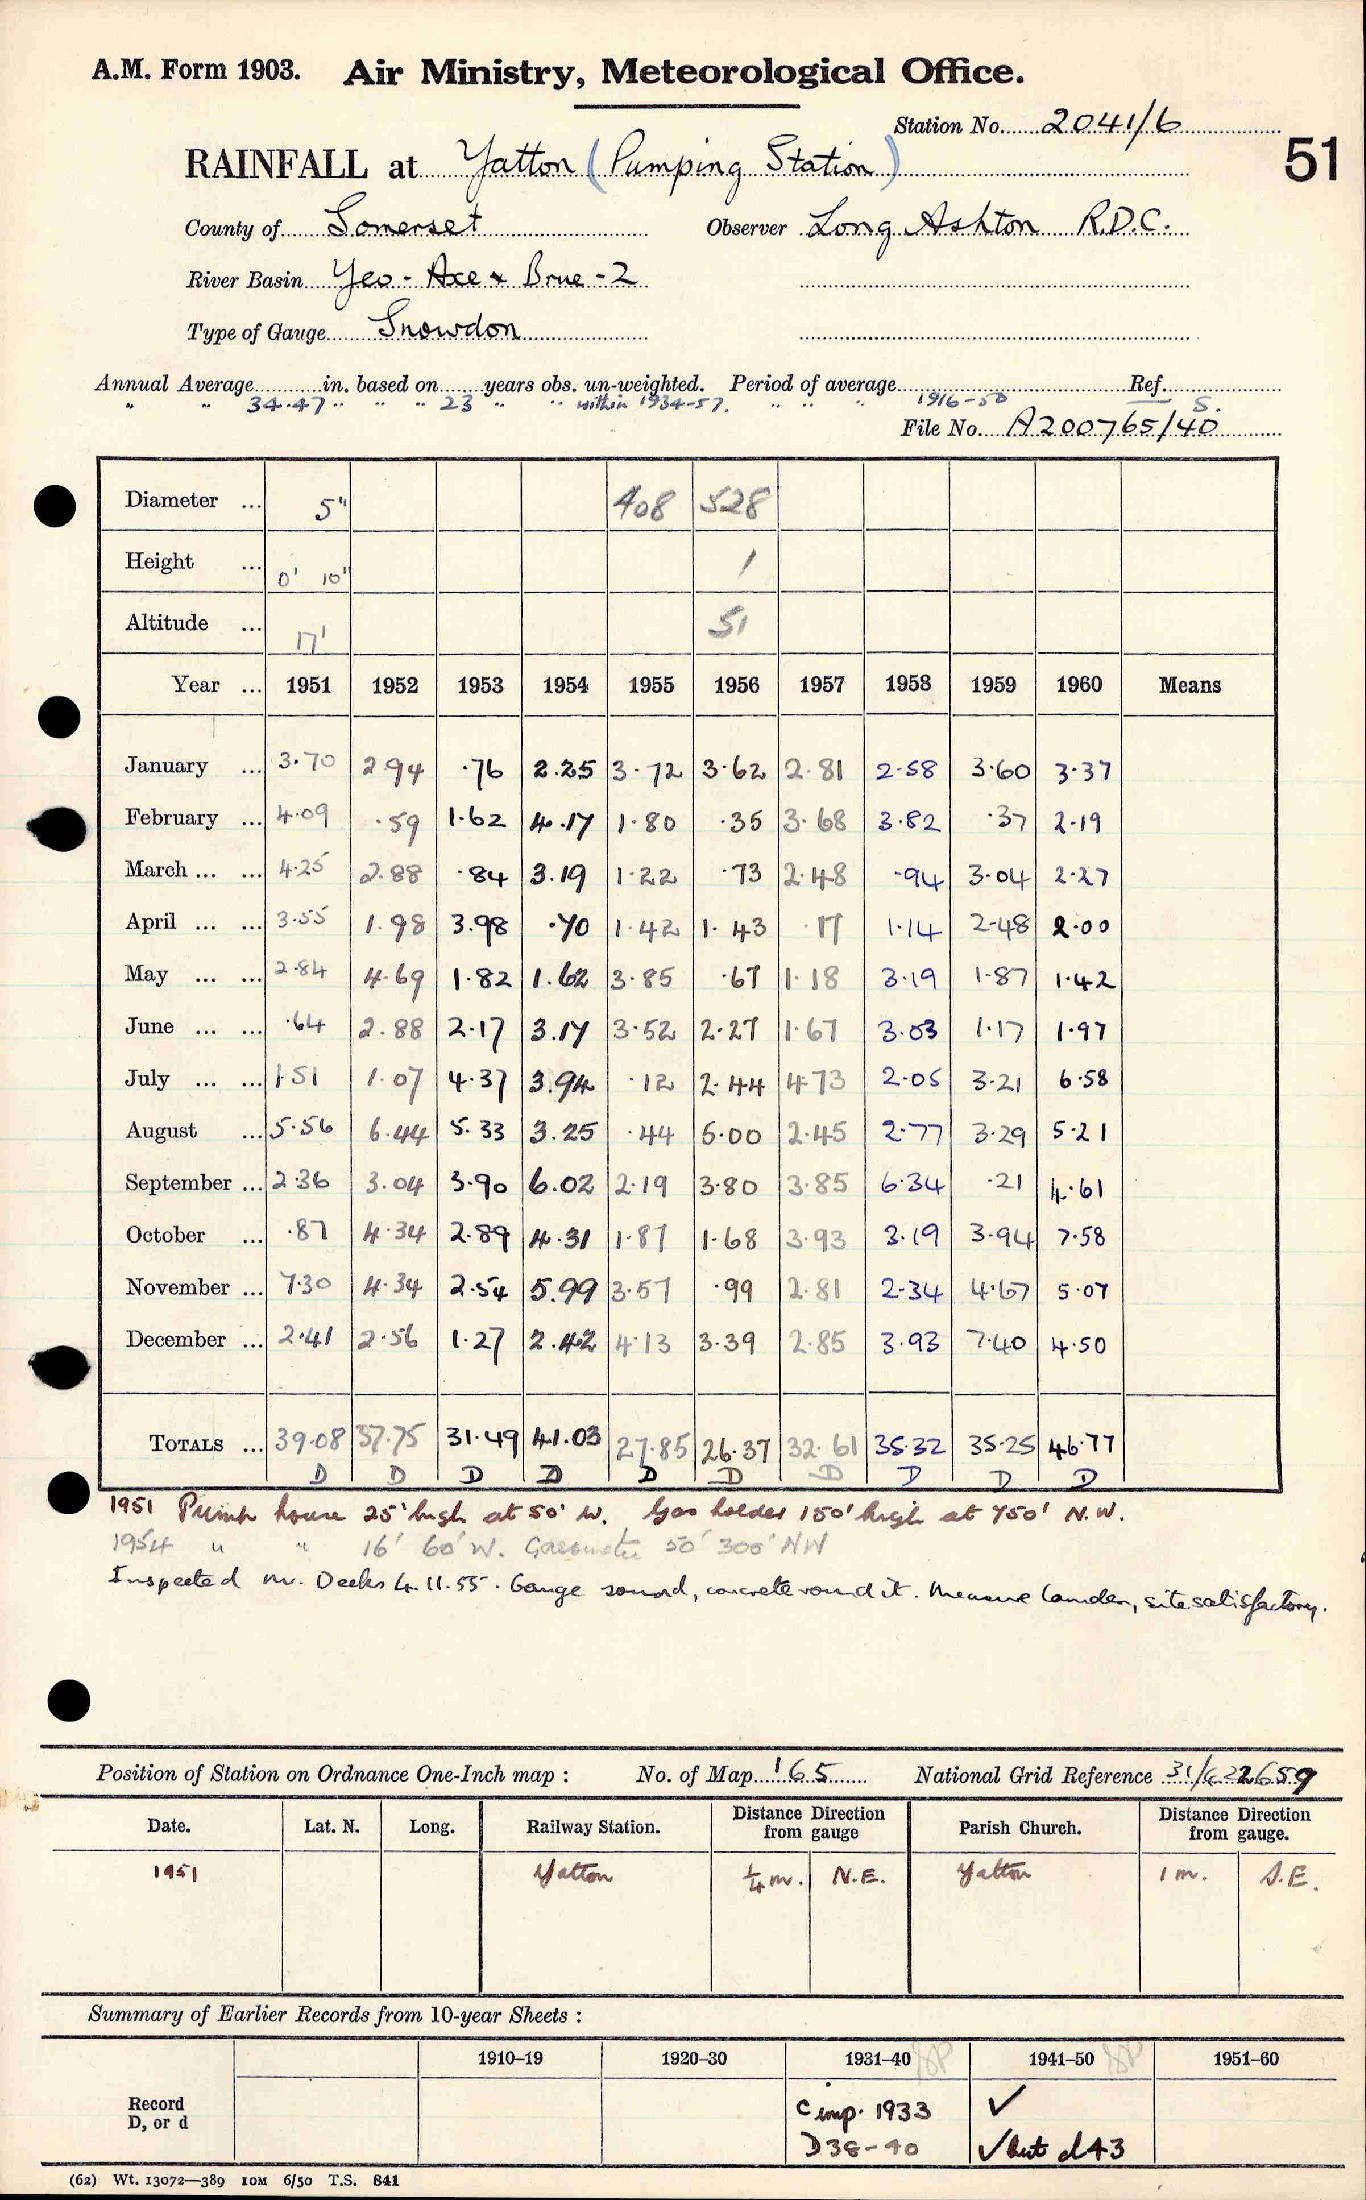 A.M. Form 1903. Air Ministry, Meteorological Office.
Station No. 2041/6
51
RAINFALL at Yatton (Pumping Station)
County of Somerset Observer Long Ashton R.D.C.
River Basin Yeo - Axe & Brue - 2
Type of Gauge Snowdon
Annual Average in. based on years obs. un-weighted. Period of average Ref.
" " 34.47 " " " 23 " " within 1934-57. " " " 1916-50 S.
File No. A200765/40
Diameter ... 5" 408 528
Height ... 0' 10" 1
Altitude ... 17' 51
Year ... 1951 1952 1953 1954 1955 1956 1957 1958 1959 1960 Means
January ... 3.70 2.94 .76 2.25 3.72 3.62 2.81 2.58 3.60 3.37
February ... 4.09 .59 1.62 4.17 1.80 .35 3.68 3.82 .37 2.19
March ... ... 4.25 2.88 .84 3.19 1.22 .73 2.48 .94 3.04 2.27
April ... ... 3.55 1.98 3.98 .70 1.42 1.43 .17 1.14 2.48 2.00
May ... ... 2.84 4.69 1.82 1.62 3.85 .67 1.18 3.19 1.87 1.42
June ... ... .64 2.88 2.17 3.17 3.52 2.27 1.67 3.03 1.17 1.97
July ... ... 1.51 1.07 4.37 3.94 .12 2.44 4.73 2.05 3.21 6.58
August ... 5.56 6.44 5.33 3.25 .44 5.00 2.45 2.77 3.29 5.21
September ... 2.36 3.04 3.90 6.02 2.19 3.80 3.85 6.34 .21 4.61
October ... .87 4.34 2.89 4.31 1.87 1.68 3.93 3.19 3.94 7.58
November ... 7.30 4.34 2.54 5.99 3.57 .99 2.81 2.34 4.67 5.07
December ... 2.41 2.56 1.27 2.42 4.13 3.39 2.85 3.93 7.40 4.50
TOTALS ... 39.08 37.75 31.49 41.03 27.85 26.37 32.61 35.32 35.25 46.77
D D D D D D D D D D
1951 Pump house 25' high at 50' W. Gas holder 150' high at 750' N.W.
1954 " " 16' 60' W. Gasometer 50' 300' NW
Inspected Mr. Deeks 4.11.55. Gauge sound, concrete round it. Measure Camden, site satisfactory.
Position of Station on Ordnance One-Inch map : No. of Map 165 National Grid Reference 31/422659
Date. Lat. N. Long. Railway Station. Distance Direction from gauge Parish Church. Distance Direction from gauge.
1951 Yatton 1/4 m. N.E. Yatton 1 m. S.E.
Summary of Earlier Records from 10-year Sheets :
1910–19 1920–30 1931–40 1941–50 1951–60
Record C imp. 1933 ✓
D, or d D38-40 ✓ but d43
(62) Wt. 13072—389 10M 6/50 T.S. 841